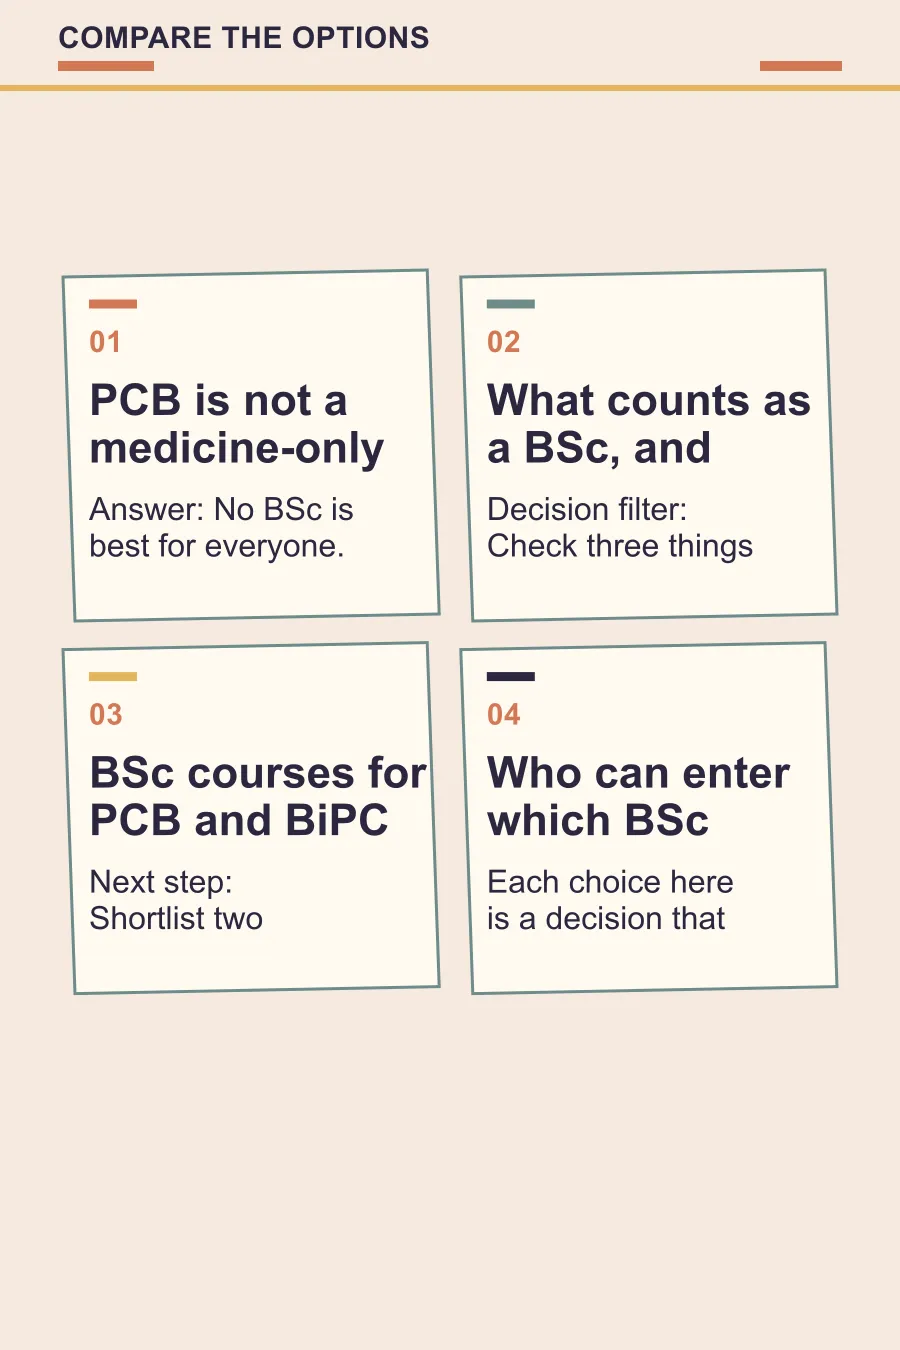 COMPARE THE OPTIONS
01
PCB is not a
medicine-only
Answer: No BSc is
best for everyone.
02
What counts as
a BSc, and
Decision filter:
Check three things
03
BSc courses for
PCB and BiPC
Next step:
Shortlist two
04
Who can enter
which BSc
Each choice here
is a decision that